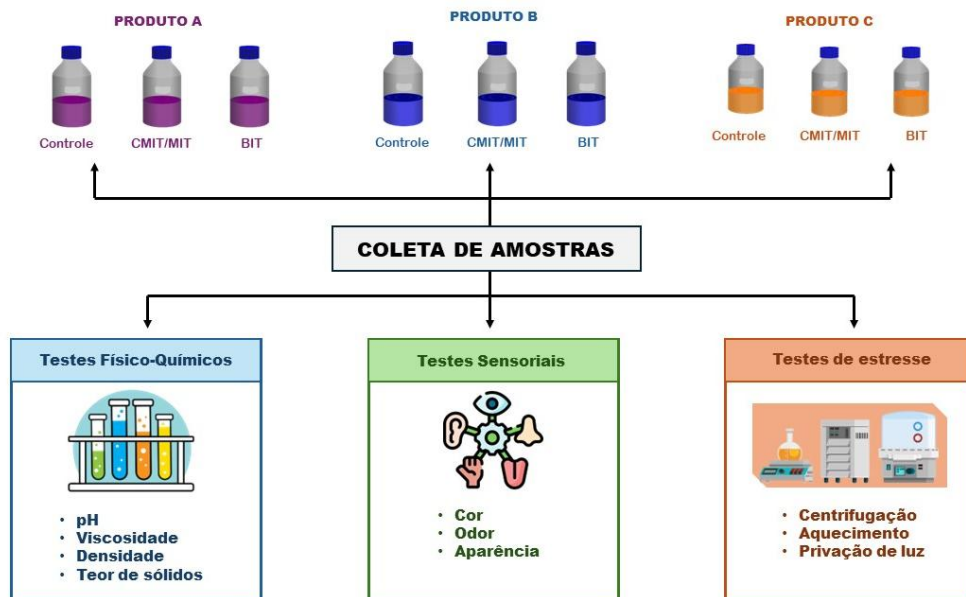 PRODUTO A
PRODUTO B
PRODUTO C
Controle
CMIT/MIT
BIT
Controle
CMIT/MIT
BIT
Controle
CMIT/MIT
BIT
COLETA DE AMOSTRAS
Testes Físico-Químicos
• pH
• Viscosidade
• Densidade
• Teor de sólidos
Testes Sensoriais
• Cor
• Odor
• Aparência
Testes de estresse
• Centrifugação
• Aquecimento
• Privação de luz